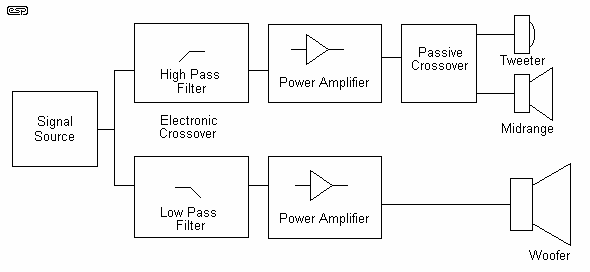 esp
High Pass
Filter
Power Amplifier
Passive
Crossover
Tweeter
Midrange
Signal
Source
Electronic
Crossover
Low Pass
Filter
Power Amplifier
Woofer